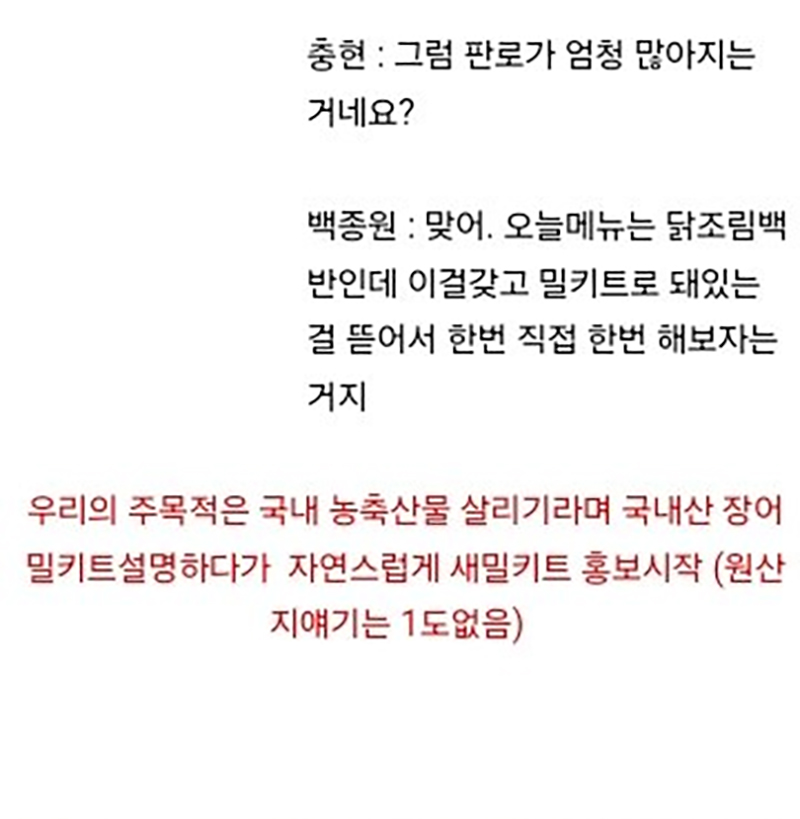 충현 : 그럼 판로가 엄청 많아지는
거네요?
백종원 : 맞어. 오늘메뉴는 닭조림백
반인데 이걸갖고 밀키트로 돼있는
걸 뜯어서 한번 직접 한번 해보자는
거지
우리의 주목적은 국내 농축산물 살리기라며 국내산 장어
밀키트설명하다가 자연스럽게 새밀키트 홍보시작 (원산
지얘기는 1도없음)